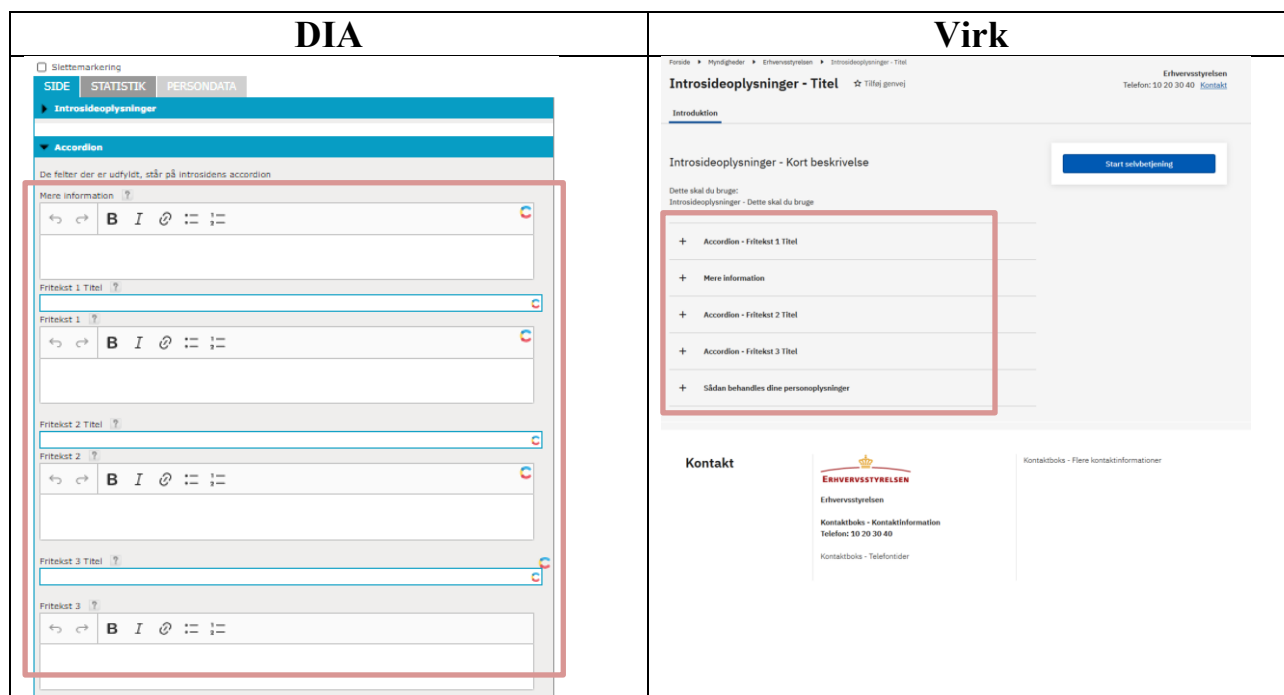 DIA
Virk
Slettemarkering
SIDE STATISTIK PERSONDATA
Introsideoplysninger
Accordion
De felter der er udfyldt, står på introsidens accordion
Mere information ?
B I
Fritekst 1 Titel ?
Fritekst 1 ?
B I
Fritekst 2 Titel ?
Fritekst 2 ?
B I
Fritekst 3 Titel ?
Fritekst 3 ?
B I
Forside Myndigheder Erhvervsstyrelsen Introsideoplysninger - Titel
Introsideoplysninger - Titel Tilføj genvej
Erhvervsstyrelsen
Telefon: 10 20 30 40 Kontakt
Introduktion
Introsideoplysninger - Kort beskrivelse
Start selvbetjening
Dette skal du bruge:
Introsideoplysninger - Dette skal du bruge
+ Accordion - Fritekst 1 Titel
+ Mere information
+ Accordion - Fritekst 2 Titel
+ Accordion - Fritekst 3 Titel
+ Sådan behandles dine personoplysninger
Kontakt
ERHVERVSSTYRELSEN
Erhvervsstyrelsen
Kontaktboks - Kontaktinformation
Telefon: 10 20 30 40
Kontaktboks - Telefontider
Kontaktboks - Flere kontaktinformationer